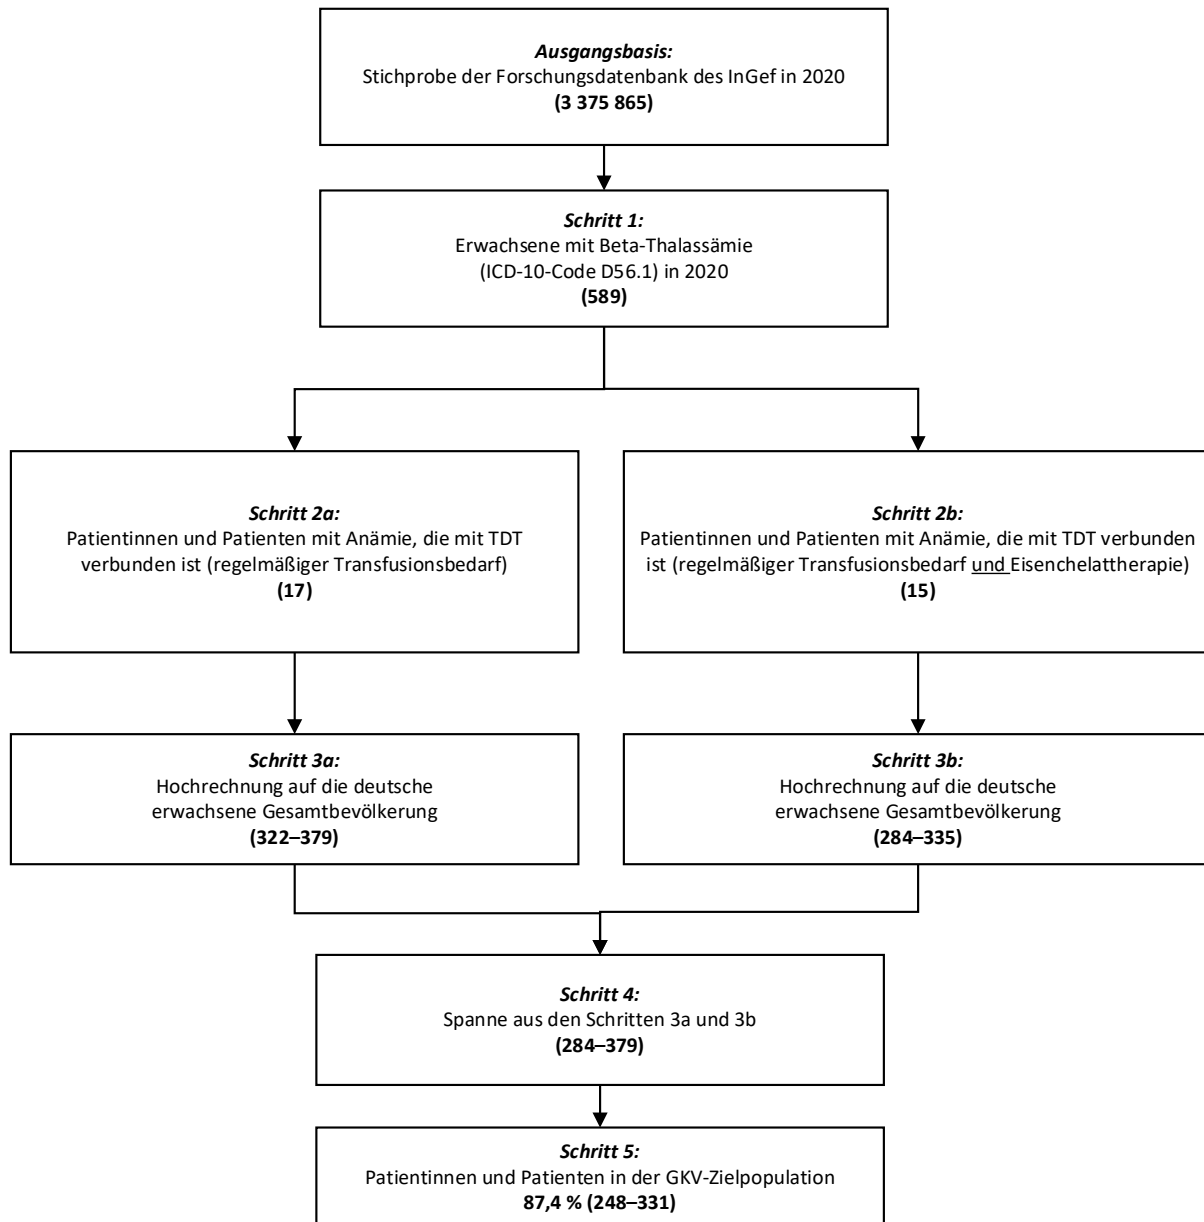 Ausgangsbasis:
Stichprobe der Forschungsdatenbank des InGef in 2020
(3 375 865)
Schritt 1:
Erwachsene mit Beta-Thalassämie
(ICD-10-Code D56.1) in 2020
(589)
Schritt 2a:
Patientinnen und Patienten mit Anämie, die mit TDT
verbunden ist (regelmäßiger Transfusionsbedarf)
(17)
Schritt 2b:
Patientinnen und Patienten mit Anämie, die mit TDT verbunden
ist (regelmäßiger Transfusionsbedarf und Eisenchelattherapie)
(15)
Schritt 3a:
Hochrechnung auf die deutsche
erwachsene Gesamtbevölkerung
(322–379)
Schritt 3b:
Hochrechnung auf die deutsche
erwachsene Gesamtbevölkerung
(284–335)
Schritt 4:
Spanne aus den Schritten 3a und 3b
(284–379)
Schritt 5:
Patientinnen und Patienten in der GKV-Zielpopulation
87,4 % (248–331)